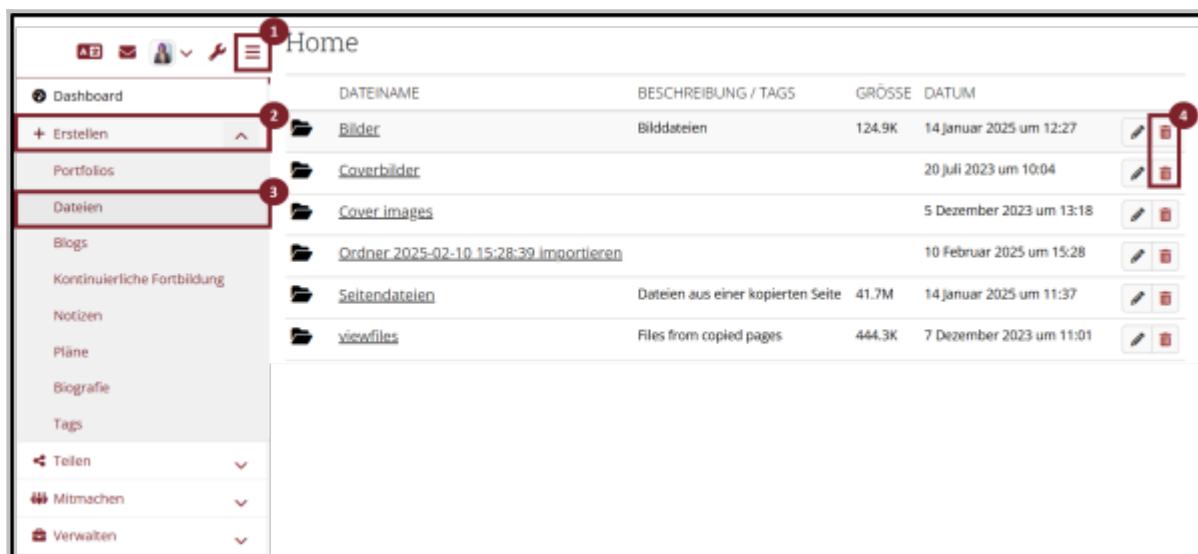 1
Home
Dashboard
2
Erstellen
Portfolios
3
Dateien
Blogs
Kontinuierliche Fortbildung
Notizen
Pläne
Biografie
Tags
Teilen
Mitmachen
Verwalten
DATEINAME BESCHREIBUNG / TAGS GRÖSSE DATUM
4
Bilder Bilddateien 124.9K 14 Januar 2025 um 12:27
Coverbilder 20 Juli 2023 um 10:04
Cover images 5 Dezember 2023 um 13:18
Ordner 2025-02-10 15:28:39 importieren 10 Februar 2025 um 15:28
Seitendateien Dateien aus einer kopierten Seite 41.7M 14 Januar 2025 um 11:37
viewfiles Files from copied pages 444.3K 7 Dezember 2023 um 11:01